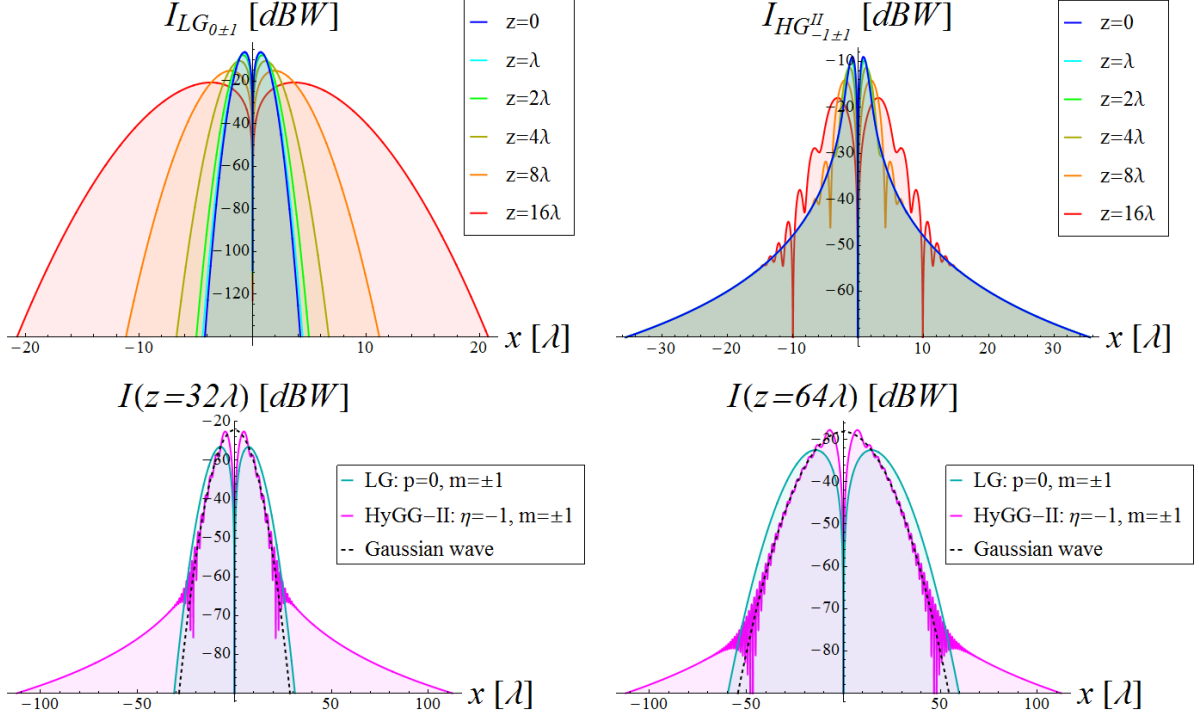 I_{LG_{0±1}} [dBW]
z=0
z=λ
z=2λ
z=4λ
z=8λ
z=16λ
−20
−40
−60
−80
−100
−120
−20 −10 10 20
x [λ]
I_{HG^{II}_{-1±1}} [dBW]
z=0
z=λ
z=2λ
z=4λ
z=8λ
z=16λ
−10
−20
−30
−40
−50
−60
−30 −20 −10 10 20 30
x [λ]
I(z=32λ) [dBW]
−20
−30
−40
−50
−60
−70
−80
LG: p=0, m=±1
HyGG−II: η=−1, m=±1
Gaussian wave
−100 −50 50 100
x [λ]
I(z=64λ) [dBW]
−30
−40
−50
−60
−70
−80
LG: p=0, m=±1
HyGG−II: η=−1, m=±1
Gaussian wave
−100 −50 50 100
x [λ]